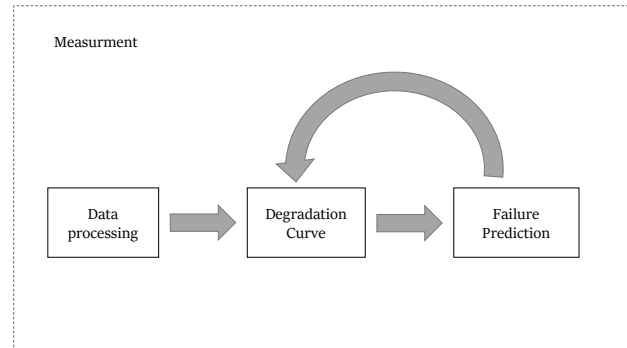 Measurment
Data
processing
Degradation
Curve
Failure
Prediction